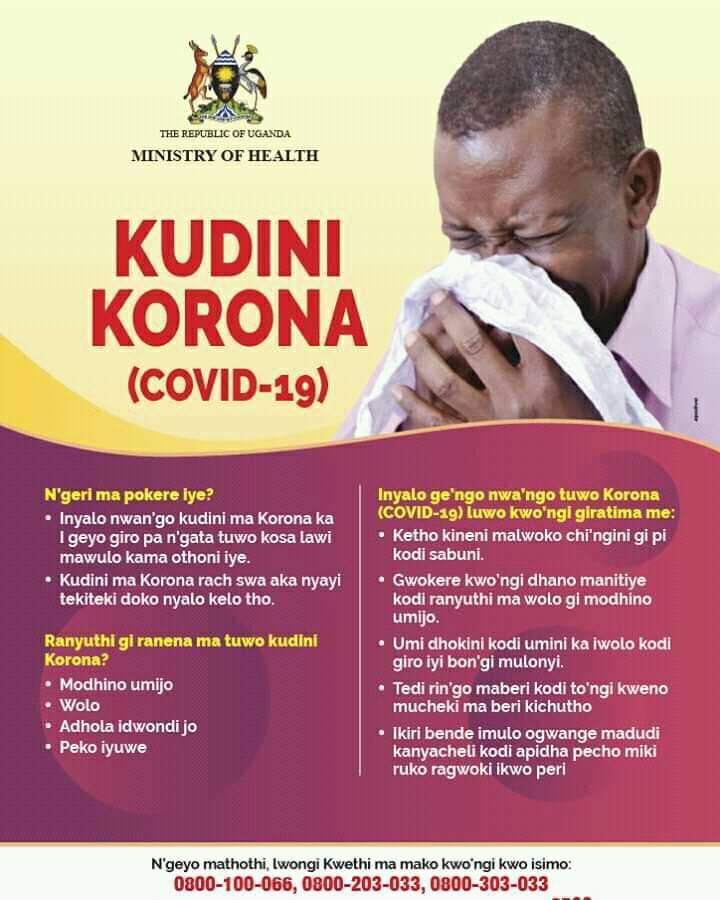 THE REPUBLIC OF UGANDA
MINISTRY OF HEALTH
KUDINI
KORONA
(COVID-19)
N'geri ma pokere iye?
• Inyalo nwan'go kudini ma Korona ka
I geyo giro pa n'gata tuwo kosa lawi
mawulo kama othoni iye.
• Kudini ma Korona rach swa aka nyayi
tekiteki doko nyalo kelo tho.
Ranyuthi gi ranena ma tuwo kudini
Korona?
• Modhino umijo
• Wolo
• Adhola idwondi jo
• Peko iyuwe
Inyalo ge'ngo nwa'ngo tuwo Korona
(COVID-19) luwo kwo'ngi giratima me:
• Ketho kineni malwoko chi'ngini gi pi
kodi sabuni.
• Gwokere kwo'ngi dhano manitiye
kodi ranyuthi ma wolo gi modhino
umijo.
• Umi dhokini kodi umini ka iwolo kodi
giro iyi bon'gi mulonyi.
• Tedi rin'go maberi kodi to'ngi kweno
mucheki ma beri kichutho
• Ikiri bende imulo ogwange madudi
kanyacheli kodi apidha pecho miki
ruko ragwoki ikwo peri
N'geyo mathothi, lwongi Kwethi ma mako kwo'ngi kwo isimo:
0800-100-066, 0800-203-033, 0800-303-033